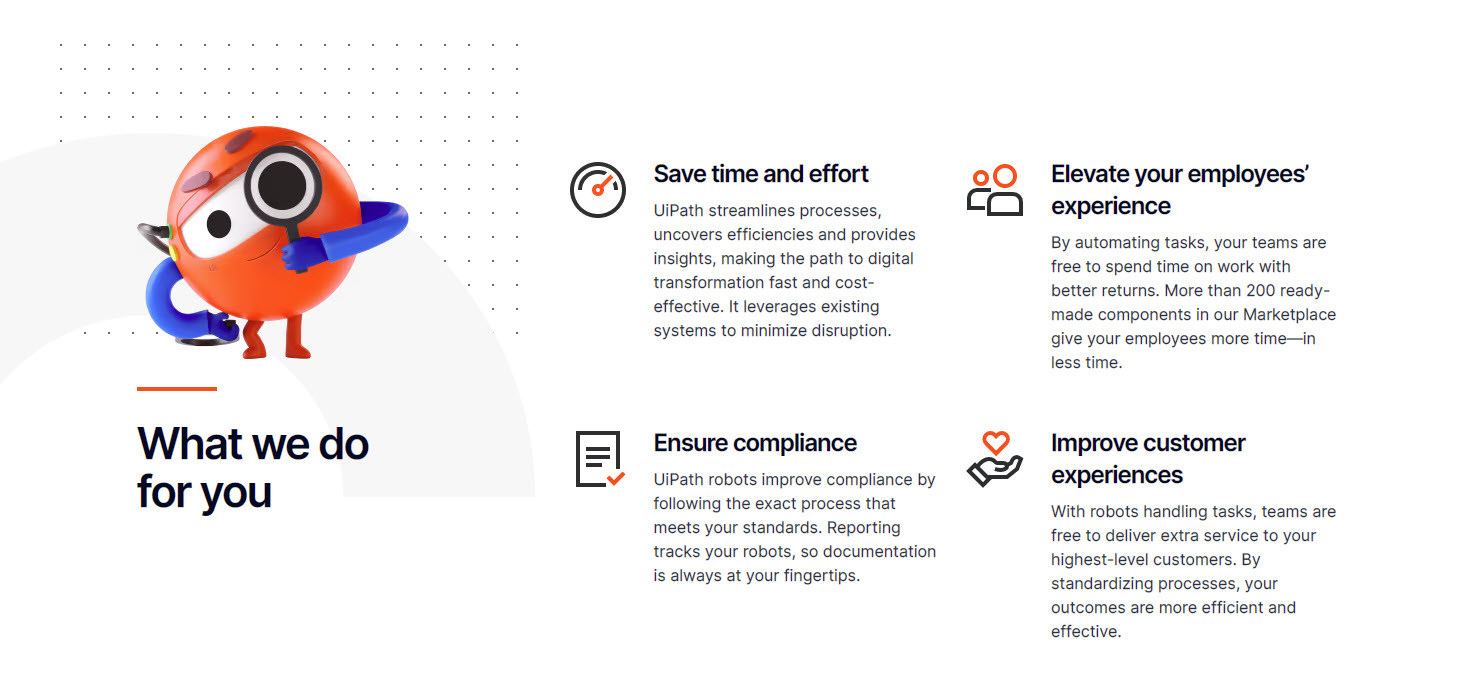 What we do
for you
Save time and effort
UiPath streamlines processes,
uncovers efficiencies and provides
insights, making the path to digital
transformation fast and cost-
effective. It leverages existing
systems to minimize disruption.
Elevate your employees’
experience
By automating tasks, your teams are
free to spend time on work with
better returns. More than 200 ready-
made components in our Marketplace
give your employees more time—in
less time.
Ensure compliance
UiPath robots improve compliance by
following the exact process that
meets your standards. Reporting
tracks your robots, so documentation
is always at your fingertips.
Improve customer
experiences
With robots handling tasks, teams are
free to deliver extra service to your
highest-level customers. By
standardizing processes, your
outcomes are more efficient and
effective.